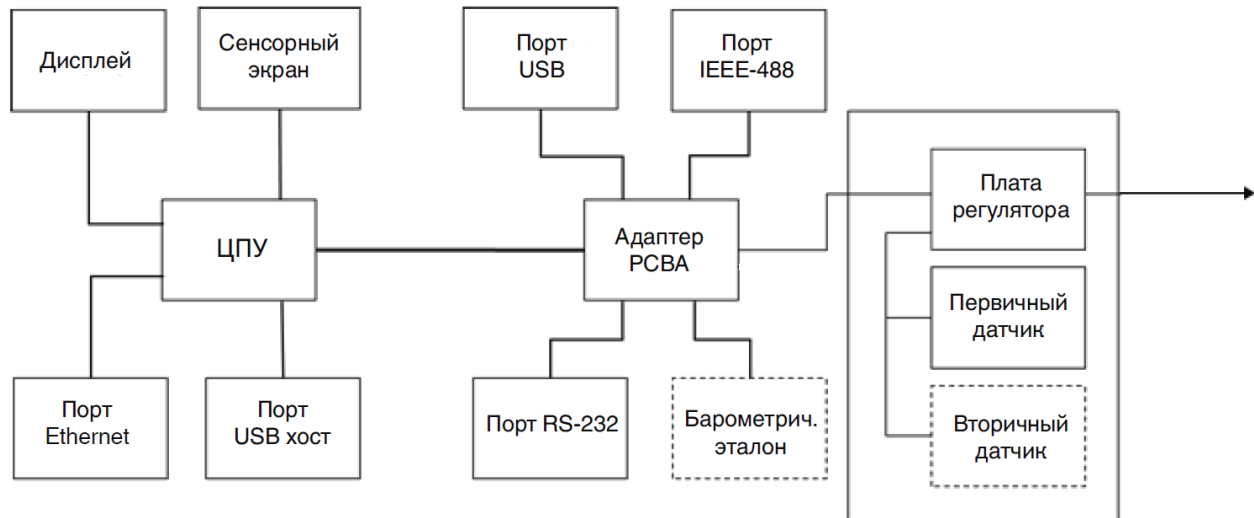 Дисплей
Сенсорный
экран
Порт
USB
Порт
IEEE-488
Плата
регулятора
ЦПУ
Адаптер
PCBA
Первичный
датчик
Порт
Ethernet
Порт
USB хост
Порт RS-232
Барометрич.
эталон
Вторичный
датчик